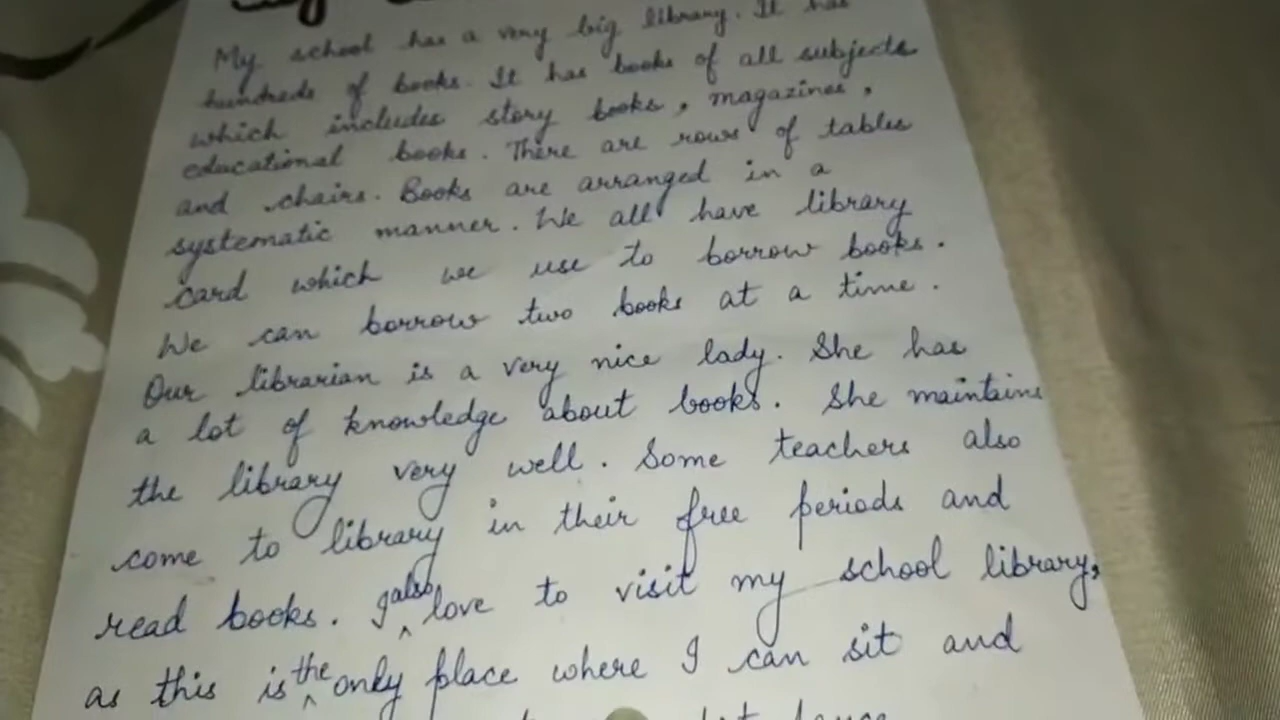 My school has a very big library. It has
hundreds of books. It has books of all subjects
which includes story books, magazines,
educational books. There are rows of tables
and chairs. Books are arranged in a
systematic manner. We all have library
card which we use to borrow books.
We can borrow two books at a time.
Our librarian is a very nice lady. She has
a lot of knowledge about books. She maintains
the library very well. Some teachers also
come to library in their free periods and
read books. I also love to visit my school library,
as this is the only place where I can sit and